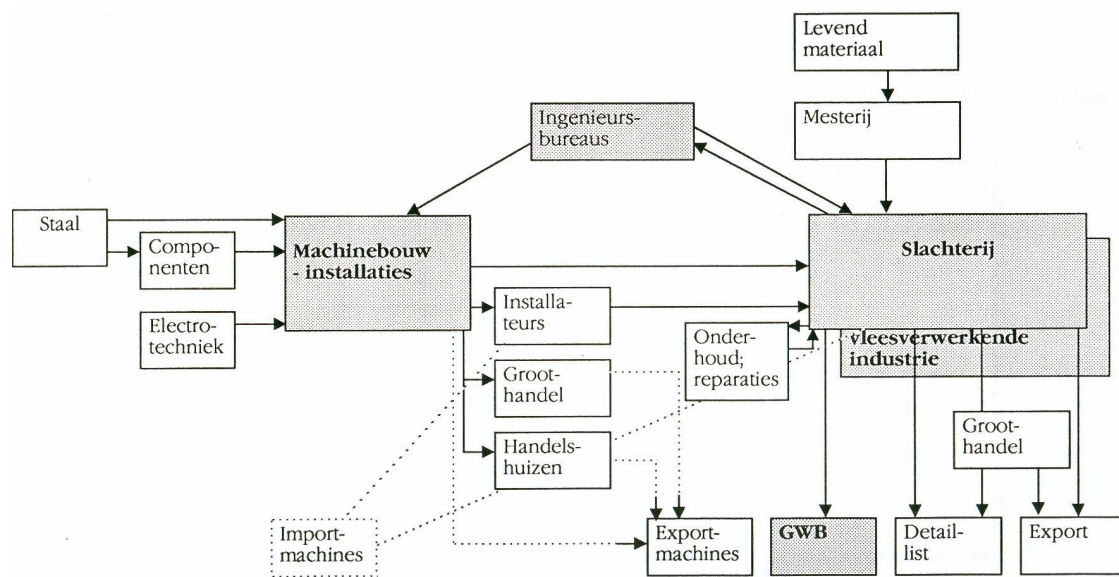 Levend
materiaal
Mesterij
Ingenieurs-
bureaus
Staal
Compo-
nenten
Machinebouw
- installaties
Slachterij
Electro-
techniek
Installa-
teurs
Onder-
houd;
reparaties
vleesverwerkende
industrie
Groot-
handel
Handels-
huizen
Groot-
handel
Import-
machines
Export-
machines
GWB
Detail-
list
Export